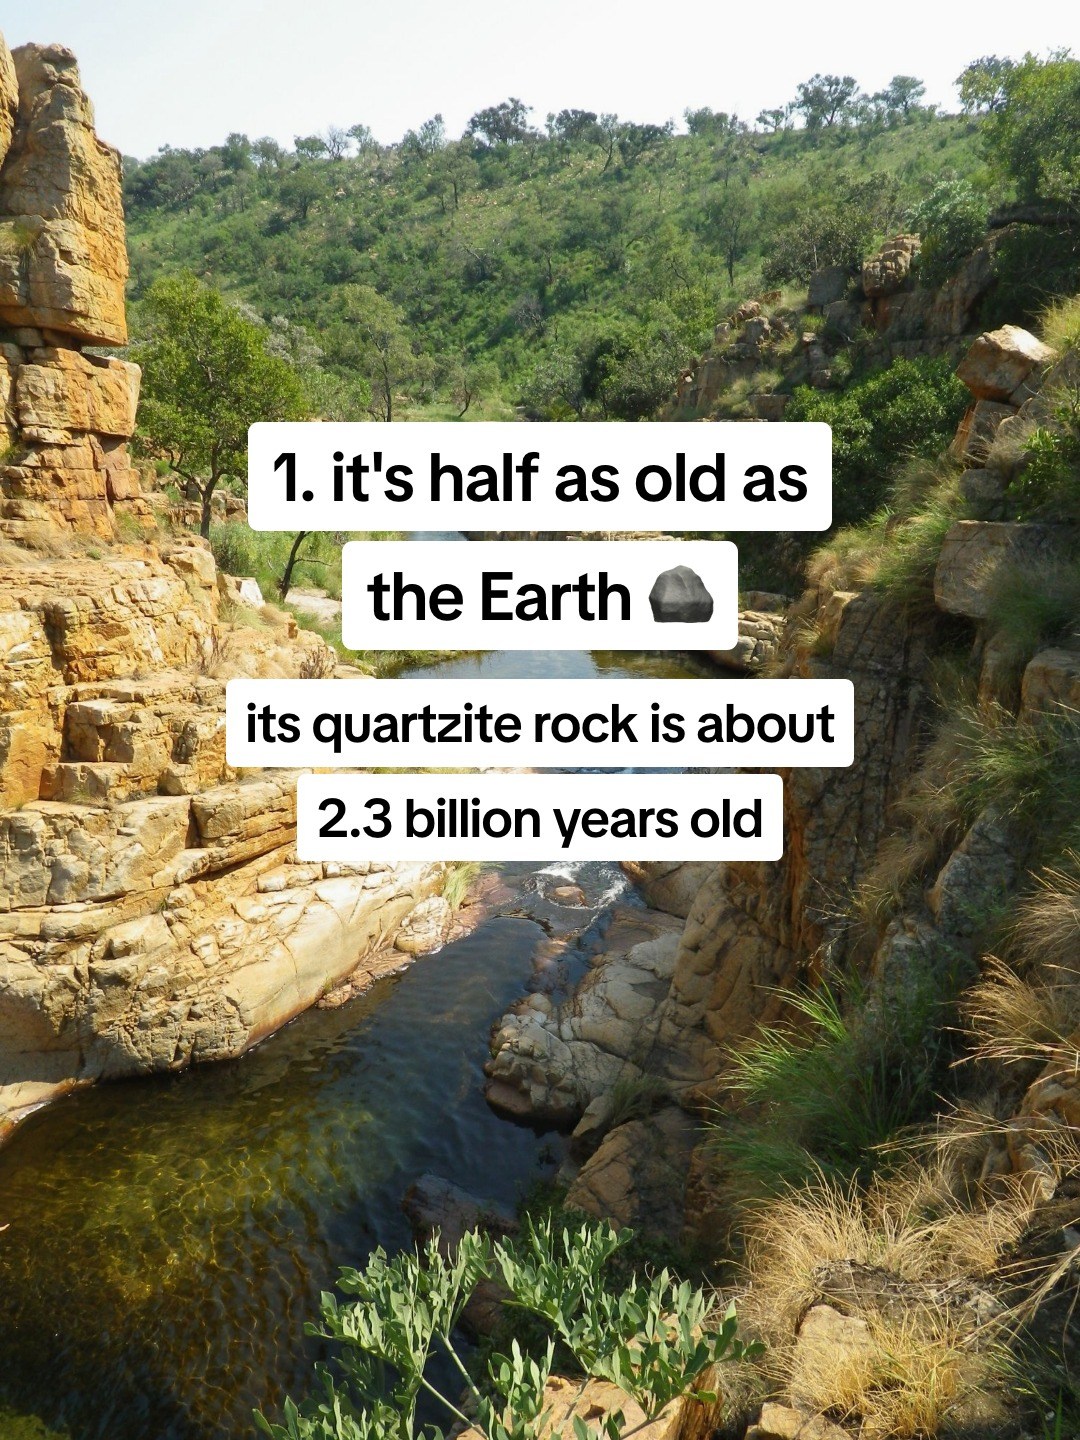 1. it's half as old as
the Earth 🪨
its quartzite rock is about
2.3 billion years old